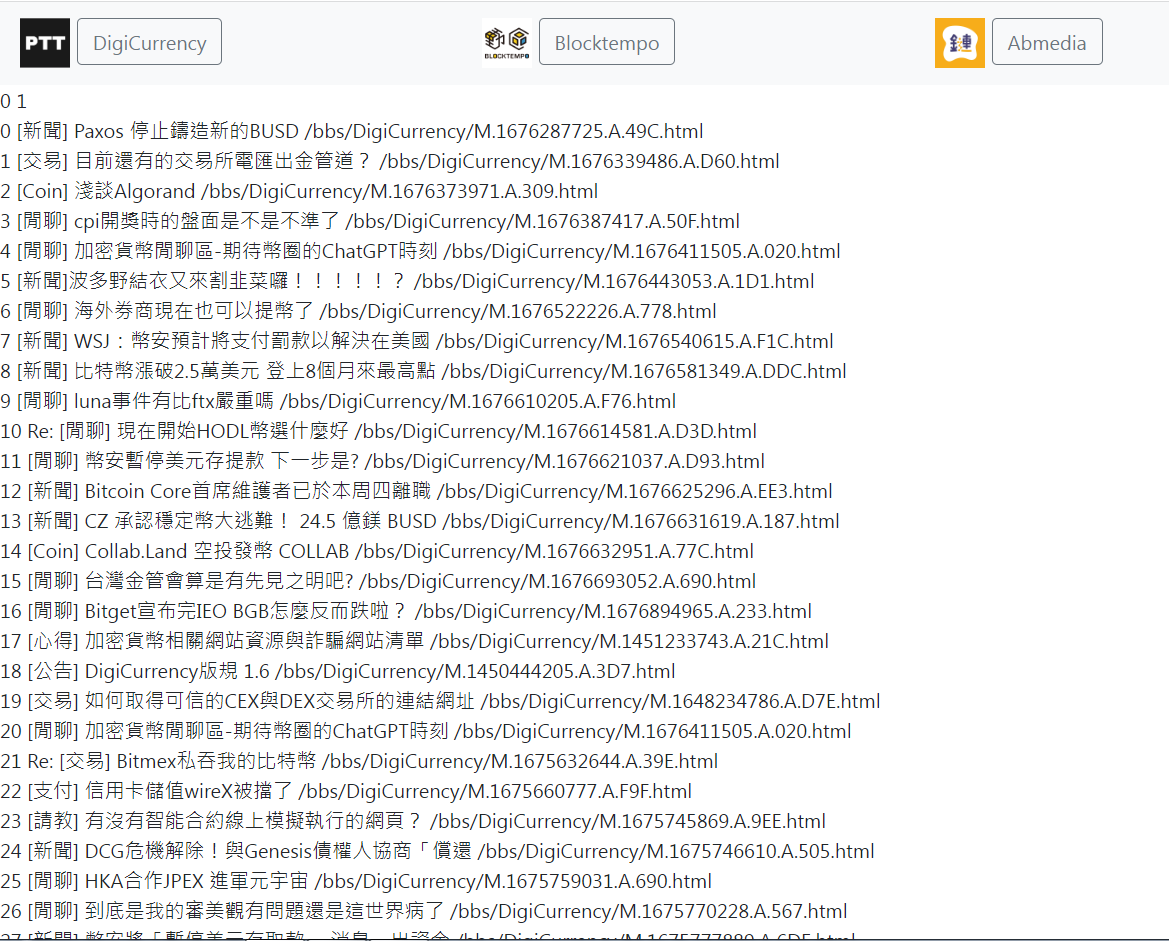 PTT DigiCurrency 動區 BLOCKTEMPO Blocktempo 鏈 Abmedia
0 1
0 [新聞] Paxos 停止鑄造新的BUSD /bbs/DigiCurrency/M.1676287725.A.49C.html
1 [交易] 目前還有的交易所電匯出金管道？ /bbs/DigiCurrency/M.1676339486.A.D60.html
2 [Coin] 淺談Algorand /bbs/DigiCurrency/M.1676373971.A.309.html
3 [閒聊] cpi開獎時的盤面是不是不準了 /bbs/DigiCurrency/M.1676387417.A.50F.html
4 [閒聊] 加密貨幣閒聊區-期待幣圈的ChatGPT時刻 /bbs/DigiCurrency/M.1676411505.A.020.html
5 [新聞]波多野結衣又來割韭菜囉！！！！！？ /bbs/DigiCurrency/M.1676443053.A.1D1.html
6 [閒聊] 海外券商現在也可以提幣了 /bbs/DigiCurrency/M.1676522226.A.778.html
7 [新聞] WSJ：幣安預計將支付罰款以解決在美國 /bbs/DigiCurrency/M.1676540615.A.F1C.html
8 [新聞] 比特幣漲破2.5萬美元 登上8個月來最高點 /bbs/DigiCurrency/M.1676581349.A.DDC.html
9 [閒聊] luna事件有比ftx嚴重嗎 /bbs/DigiCurrency/M.1676610205.A.F76.html
10 Re: [閒聊] 現在開始HODL幣選什麼好 /bbs/DigiCurrency/M.1676614581.A.D3D.html
11 [閒聊] 幣安暫停美元存提款 下一步是? /bbs/DigiCurrency/M.1676621037.A.D93.html
12 [新聞] Bitcoin Core首席維護者已於本周四離職 /bbs/DigiCurrency/M.1676625296.A.EE3.html
13 [新聞] CZ 承認穩定幣大逃難！ 24.5 億鎂 BUSD /bbs/DigiCurrency/M.1676631619.A.187.html
14 [Coin] Collab.Land 空投發幣 COLLAB /bbs/DigiCurrency/M.1676632951.A.77C.html
15 [閒聊] 台灣金管會算是有先見之明吧? /bbs/DigiCurrency/M.1676693052.A.690.html
16 [閒聊] Bitget宣布完IEO BGB怎麼反而跌啦？ /bbs/DigiCurrency/M.1676894965.A.233.html
17 [心得] 加密貨幣相關網站資源與詐騙網站清單 /bbs/DigiCurrency/M.1451233743.A.21C.html
18 [公告] DigiCurrency版規 1.6 /bbs/DigiCurrency/M.1450444205.A.3D7.html
19 [交易] 如何取得可信的CEX與DEX交易所的連結網址 /bbs/DigiCurrency/M.1648234786.A.D7E.html
20 [閒聊] 加密貨幣閒聊區-期待幣圈的ChatGPT時刻 /bbs/DigiCurrency/M.1676411505.A.020.html
21 Re: [交易] Bitmex私吞我的比特幣 /bbs/DigiCurrency/M.1675632644.A.39E.html
22 [支付] 信用卡儲值wireX被擋了 /bbs/DigiCurrency/M.1675660777.A.F9F.html
23 [請教] 有沒有智能合約線上模擬執行的網頁？ /bbs/DigiCurrency/M.1675745869.A.9EE.html
24 [新聞] DCG危機解除！與Genesis債權人協商「償還 /bbs/DigiCurrency/M.1675746610.A.505.html
25 [閒聊] HKA合作JPEX 進軍元宇宙 /bbs/DigiCurrency/M.1675759031.A.690.html
26 [閒聊] 到底是我的審美觀有問題還是這世界病了 /bbs/DigiCurrency/M.1675770228.A.567.html
27 [新聞] 幣安將「暫停美元存取款」